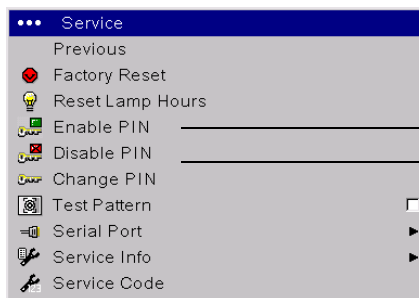 Service
Previous
Factory Reset
Reset Lamp Hours
Enable PIN
Disable PIN
Change PIN
Test Pattern
Serial Port
Service Info
Service Code